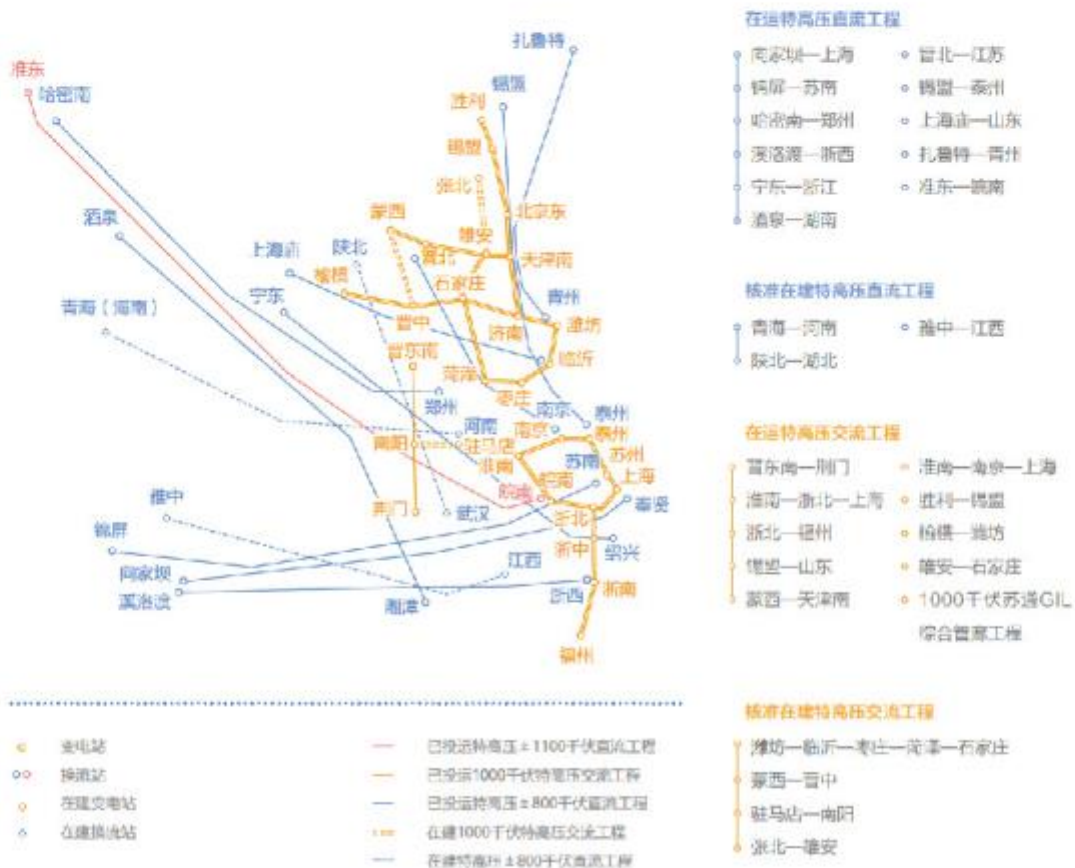 扎鲁特
准东
哈密南
锡盟
胜利
锡盟
张北
酒泉
蒙西
北京东
雄安
上海庙
陕北
晋北
天津南
榆横
石家庄
宁东
青州
青海（海南）
晋中
济南
潍坊
晋东南
临沂
菏泽
枣庄
郑州
南京
泰州
河南
南京
泰州
南阳
驻马店
苏州
淮南
苏南
上海
皖南
雅中
荆门
武汉
奉贤
浙北
锦屏
浙中
绍兴
江西
向家坝
溪洛渡
浙西
浙南
湘潭
福州
变电站
换流站
在建变电站
在建换流站
已投运特高压±1100千伏直流工程
已投运1000千伏特高压交流工程
已投运特高压±800千伏直流工程
在建1000千伏特高压交流工程
在建特高压±800千伏直流工程
在运特高压直流工程
向家坝—上海
锦屏—苏南
哈密南—郑州
溪洛渡—浙西
宁东—浙江
酒泉—湖南
晋北—江苏
锡盟—泰州
上海庙—山东
扎鲁特—青州
准东—皖南
核准在建特高压直流工程
青海—河南
陕北—湖北
雅中—江西
在运特高压交流工程
晋东南—荆门
淮南—浙北—上海
浙北—福州
锡盟—山东
蒙西—天津南
淮南—南京—上海
胜利—锡盟
榆横—潍坊
雄安—石家庄
1000千伏苏通GIL
综合管廊工程
核准在建特高压交流工程
潍坊—临沂—枣庄—菏泽—石家庄
蒙西—晋中
驻马店—南阳
张北—雄安